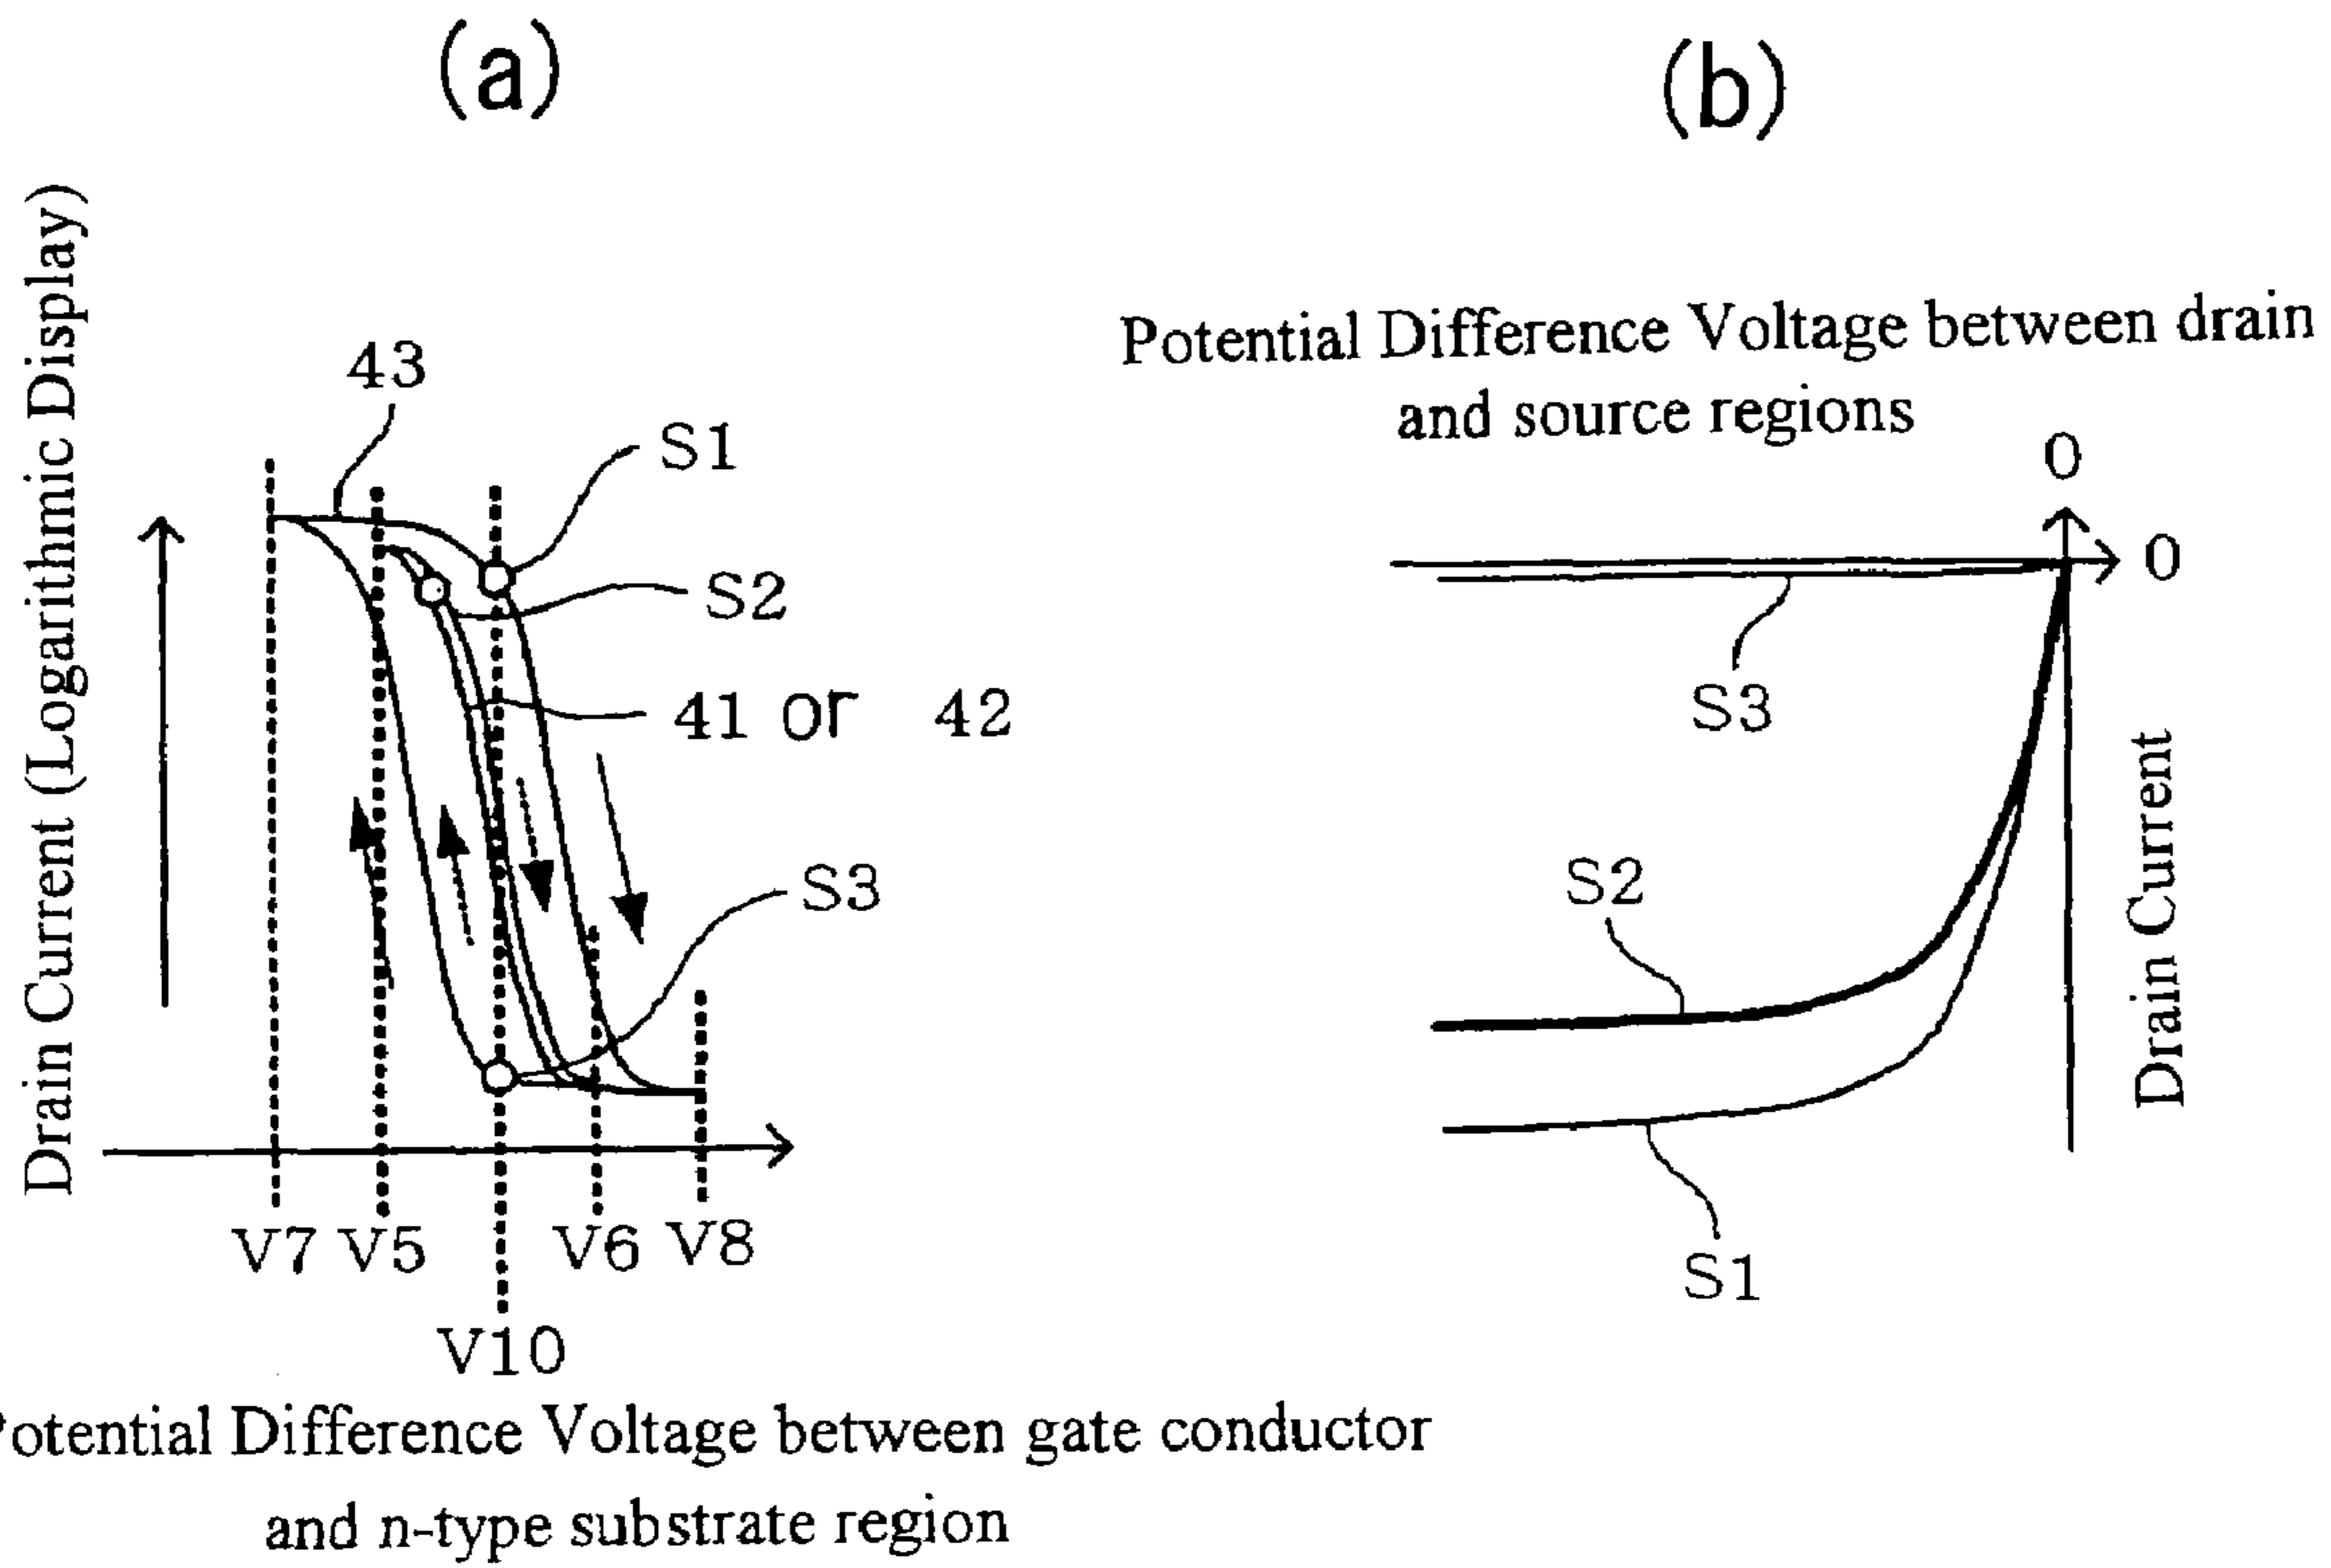 (a)
Drain Current (Logarithmic Display)
43
S1
S2
41 or 42
S3
V7 V5 V6 V8
V10
Potential Difference Voltage between gate conductor
and n-type substrate region
(b)
Potential Difference Voltage between drain
and source regions
0
0
S3
S2
S1
Drain Current